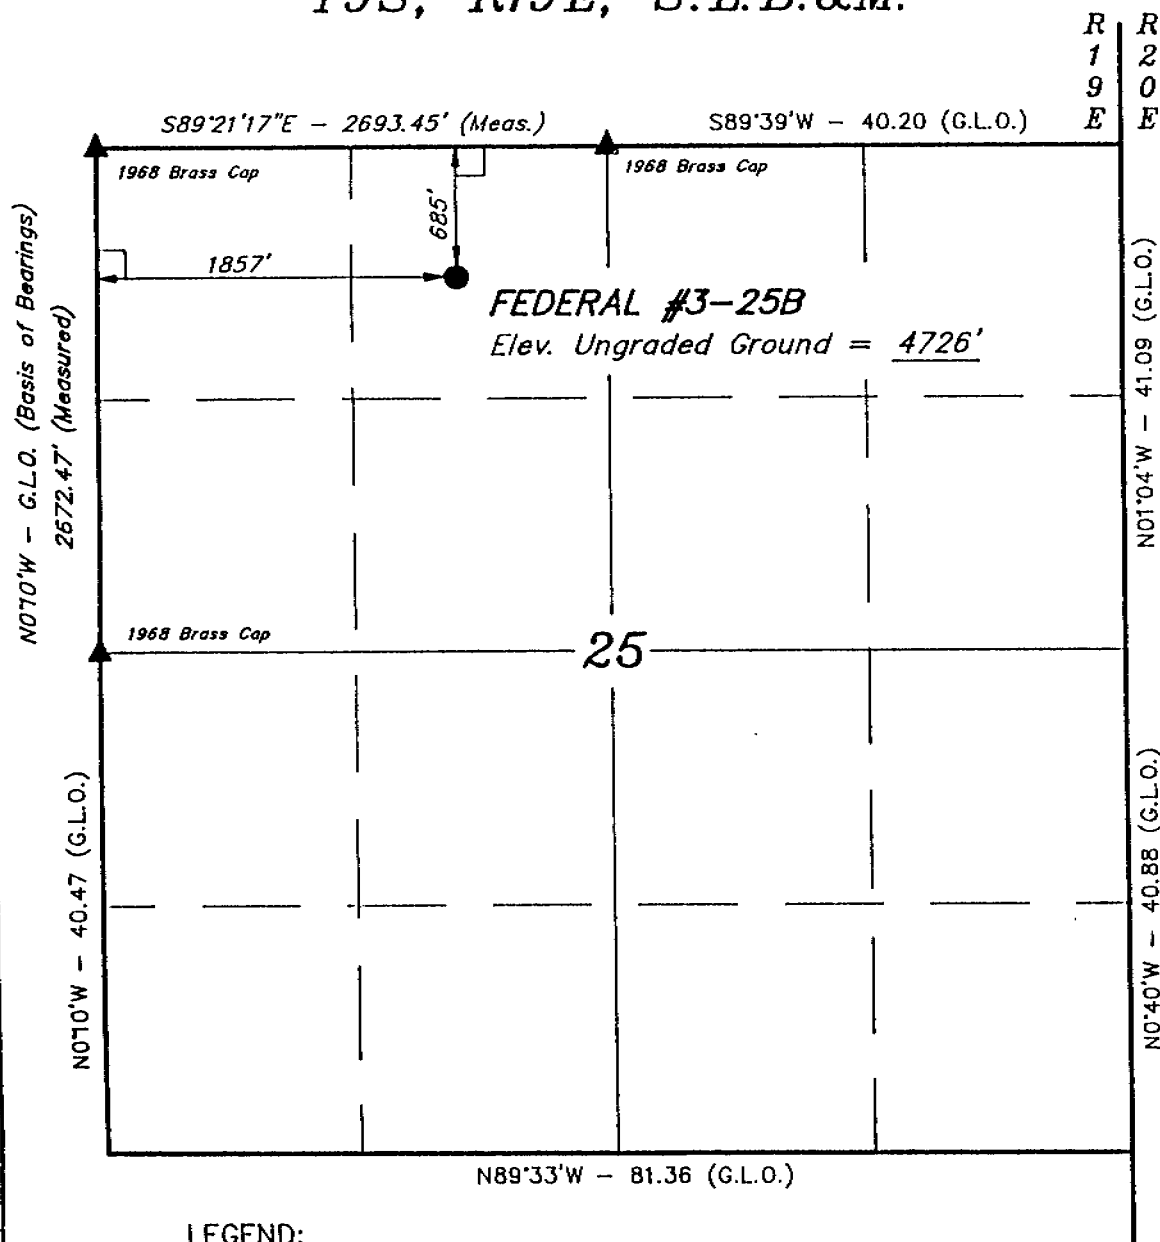 T9S, R19E, S.L.B.&M.
R R
1 2
9 0
E E
S89°21'17"E - 2693.45' (Meas.)
S89°39'W - 40.20 (G.L.O.)
1968 Brass Cap
1968 Brass Cap
685'
1857'
FEDERAL #3-25B
Elev. Ungraded Ground = 4726'
N0°10'W - G.L.O. (Basis of Bearings)
2672.47' (Measured)
N01°04'W - 41.09 (G.L.O.)
1968 Brass Cap
25
N0°10'W - 40.47 (G.L.O.)
N0°40'W - 40.88 (G.L.O.)
N89°33'W - 81.36 (G.L.O.)
LEGEND: